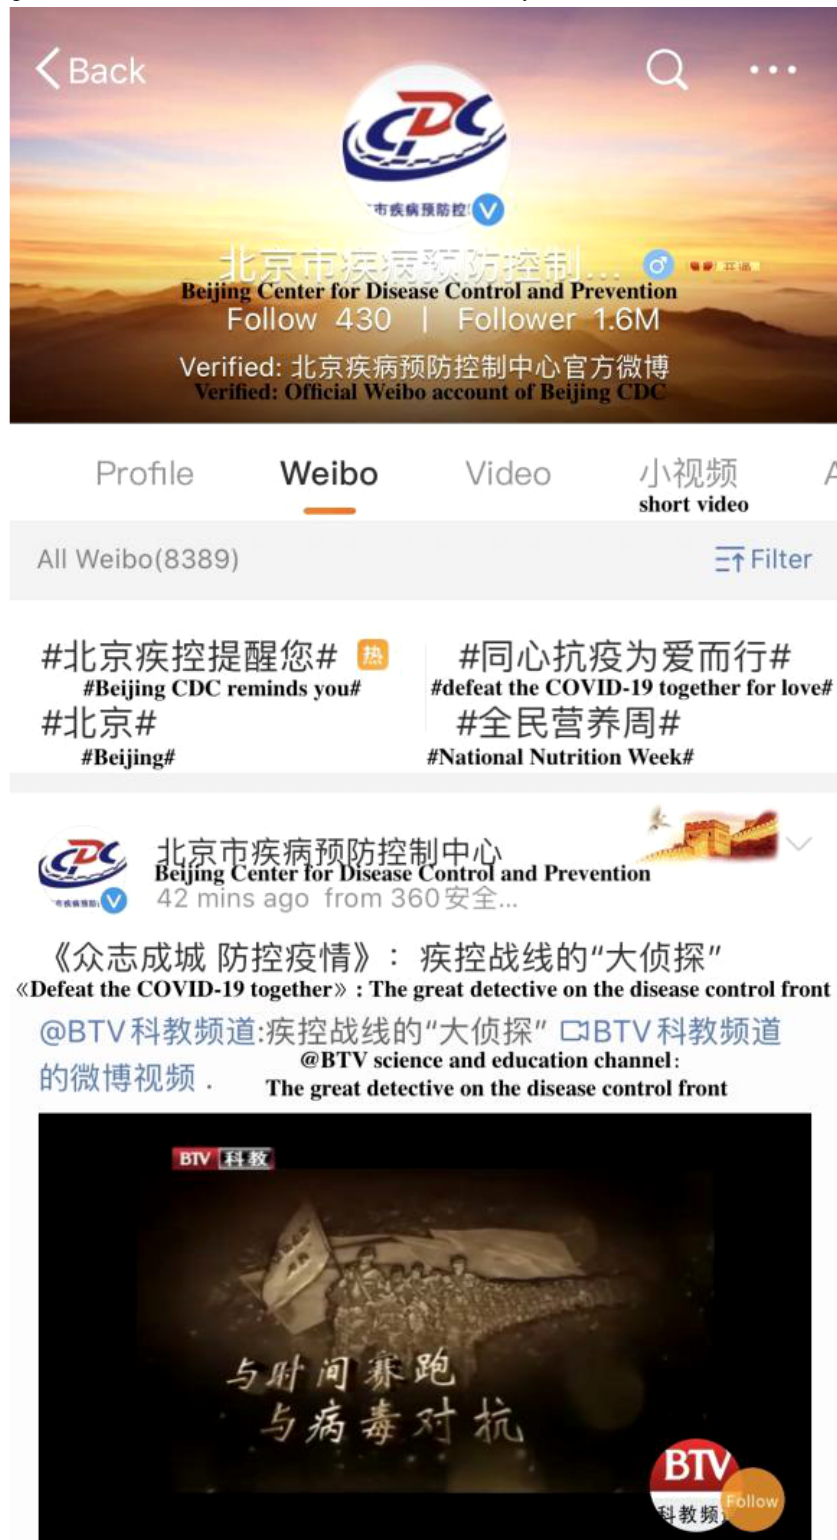 Back
CDC
市疾病预防控
北京市疾病预防控制...
Beijing Center for Disease Control and Prevention
Follow 430 | Follower 1.6M
Verified: 北京疾病预防控制中心官方微博
Verified: Official Weibo account of Beijing CDC
Profile Weibo Video 小视频 A
short video
All Weibo(8389) Filter
#北京疾控提醒您# 热 #同心抗疫为爱而行#
#Beijing CDC reminds you# #defeat the COVID-19 together for love#
#北京# #全民营养周#
#Beijing# #National Nutrition Week#
北京市疾病预防控制中心
Beijing Center for Disease Control and Prevention
42 mins ago from 360安全...
《众志成城 防控疫情》：疾控战线的“大侦探”
《Defeat the COVID-19 together》: The great detective on the disease control front
@BTV科教频道:疾控战线的“大侦探” BTV科教频道
@BTV science and education channel:
的微博视频 .
The great detective on the disease control front
BTV 科教
与时间赛跑
与病毒对抗
BTV
Follow
科教频